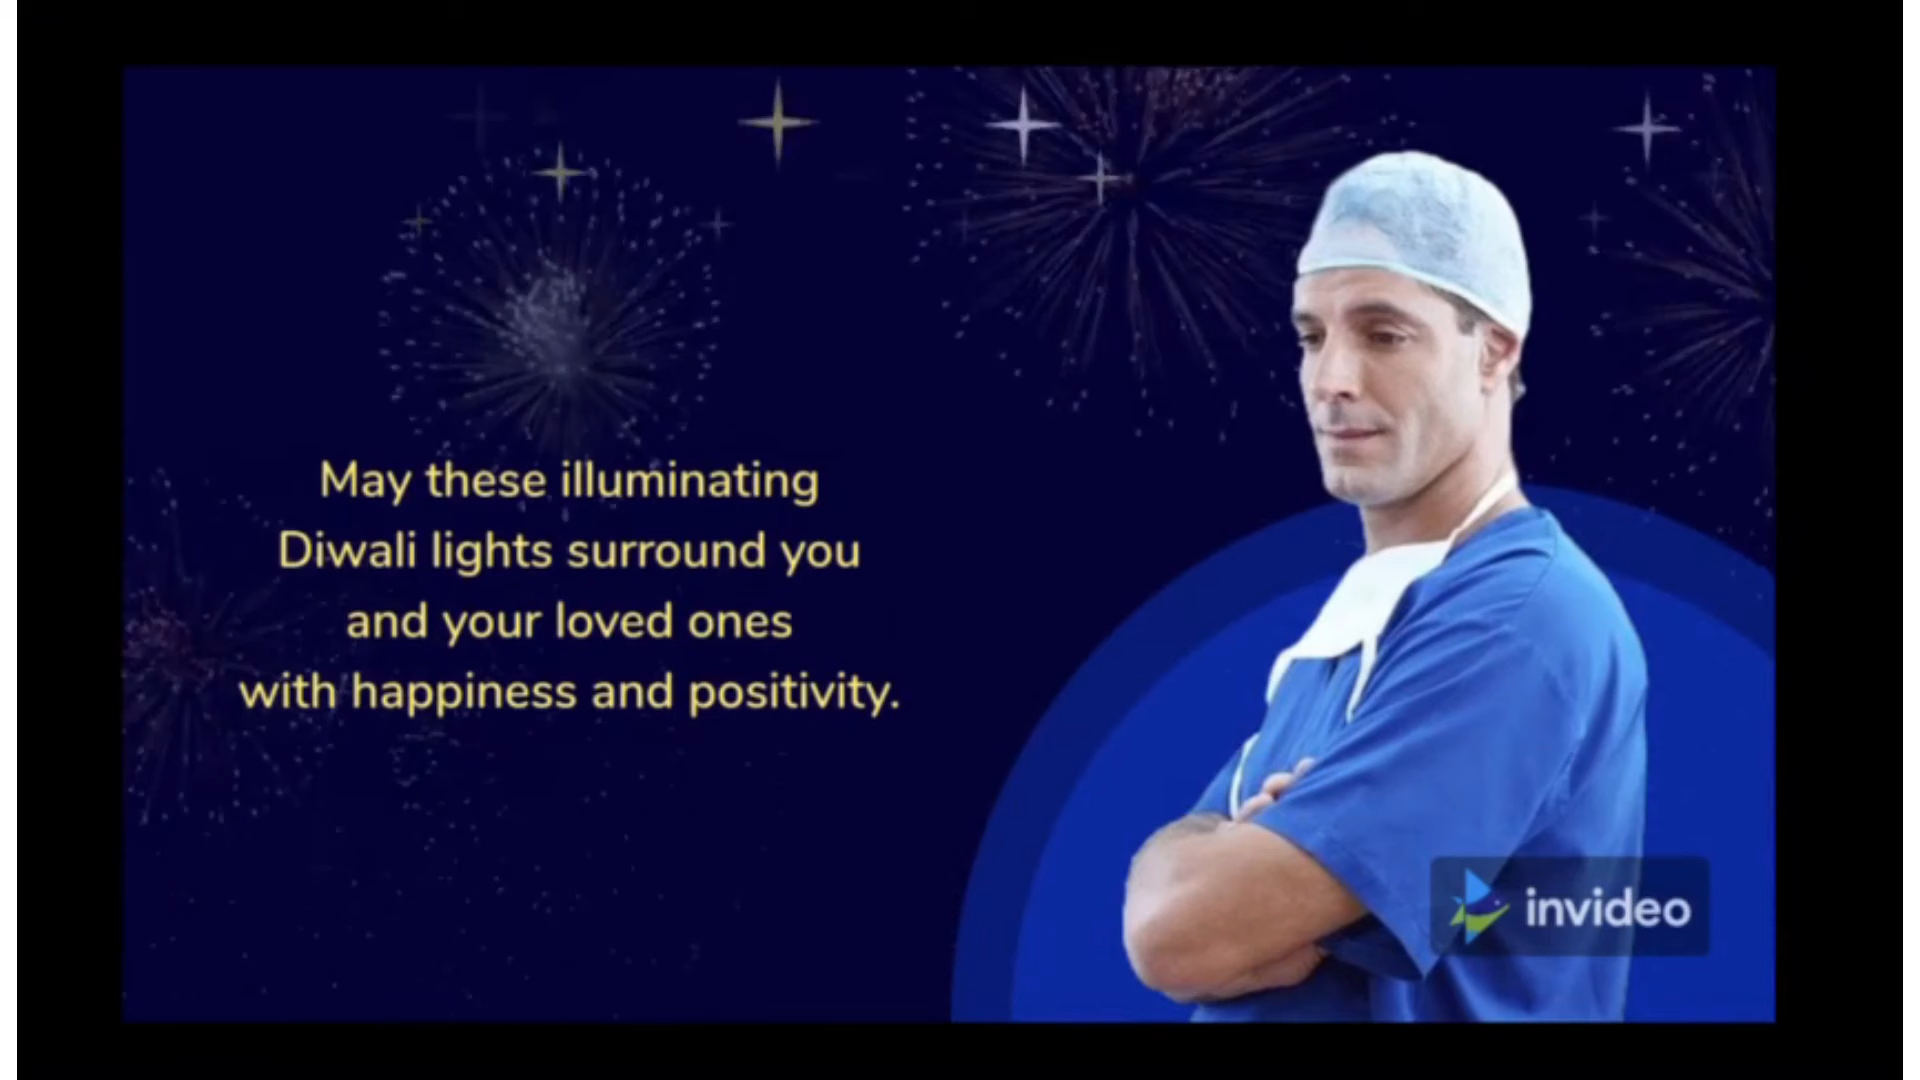 May these illuminating
Diwali lights surround you
and your loved ones
with happiness and positivity.
invideo